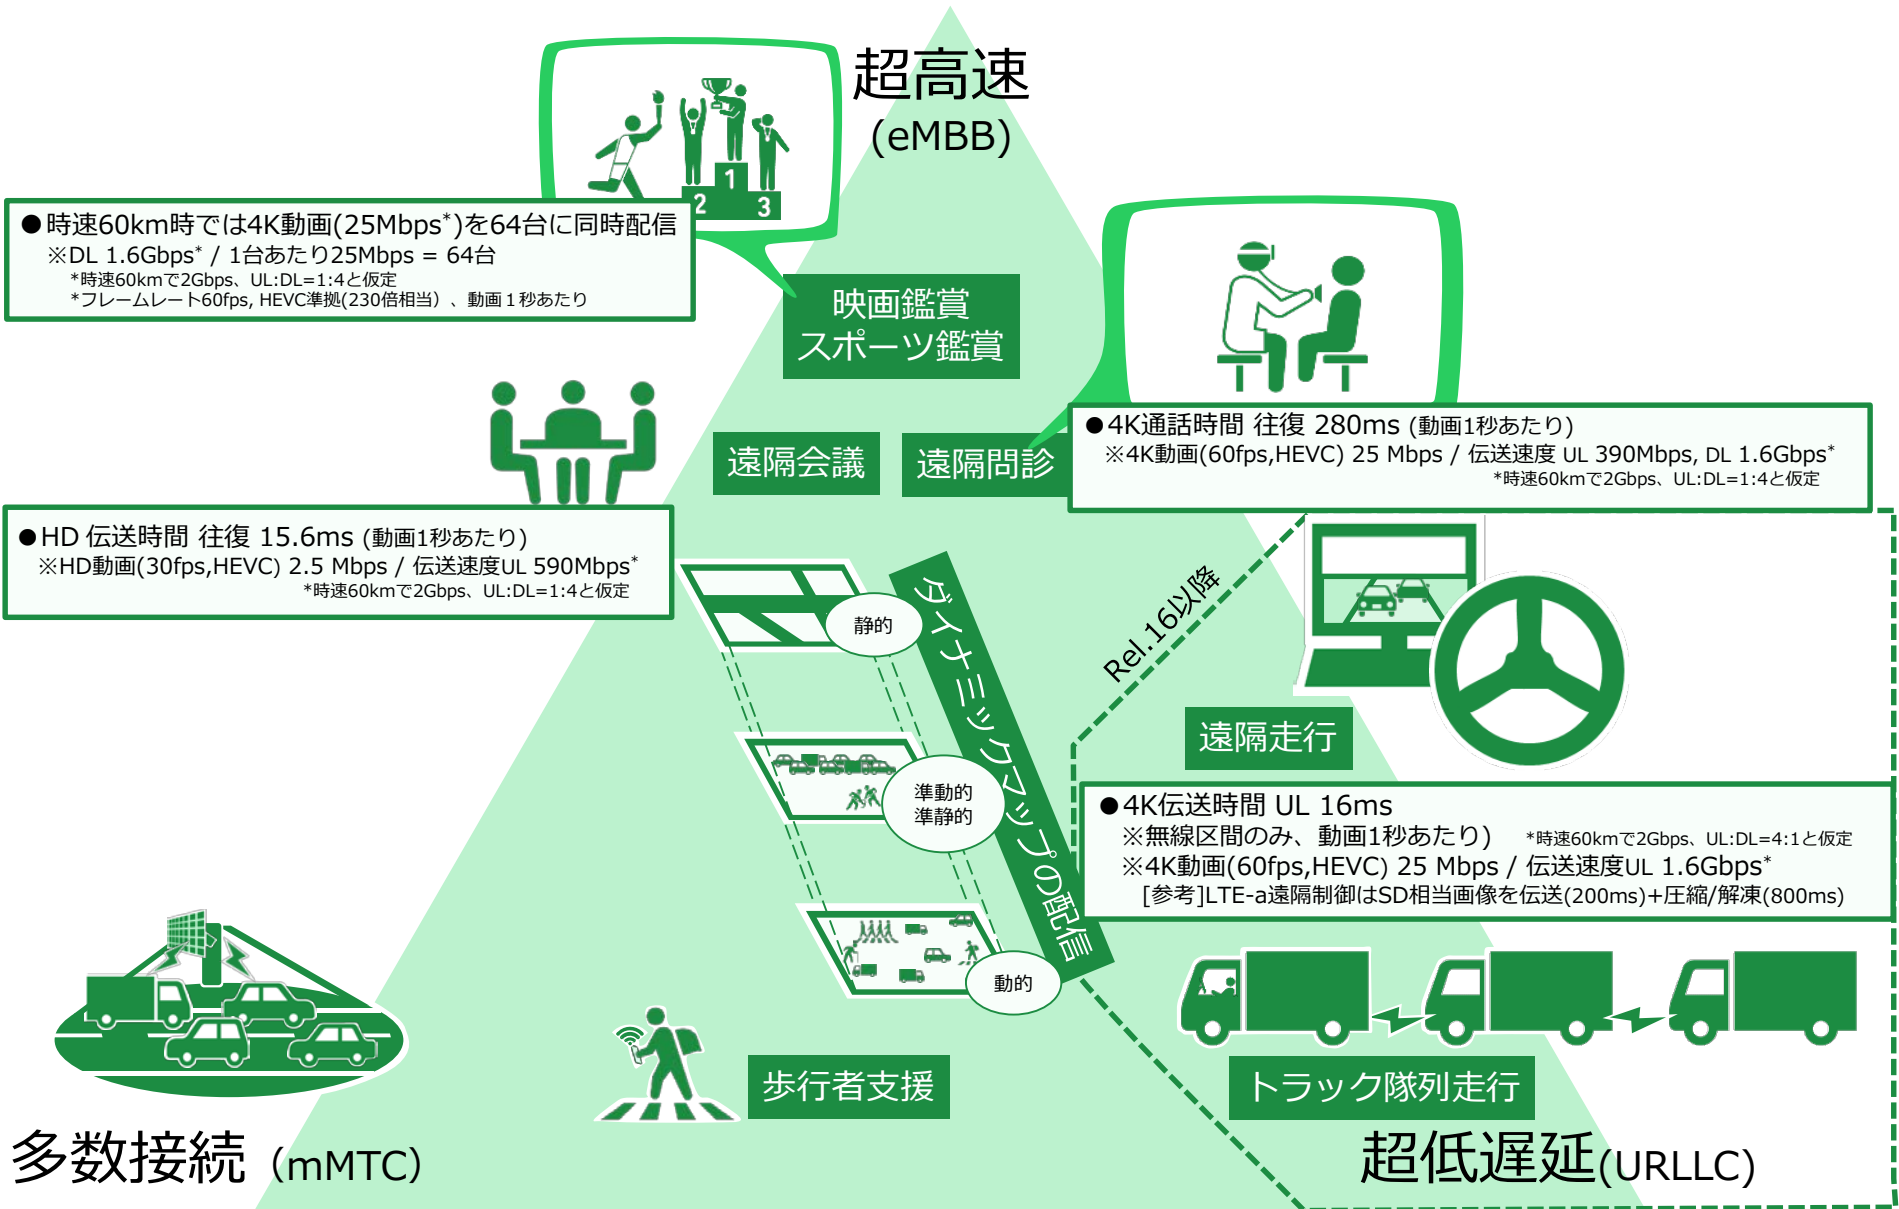 超高速
(eMBB)
1
2
3
●時速60km時では4K動画(25Mbps*)を64台に同時配信
※DL 1.6Gbps* / 1台あたり25Mbps = 64台
*時速60kmで2Gbps、UL:DL=1:4と仮定
*フレームレート60fps, HEVC準拠(230倍相当）、動画１秒あたり
映画鑑賞
スポーツ鑑賞
遠隔会議
遠隔問診
●4K通話時間 往復 280ms (動画1秒あたり)
※4K動画(60fps,HEVC) 25 Mbps / 伝送速度 UL 390Mbps, DL 1.6Gbps*
*時速60kmで2Gbps、UL:DL=1:4と仮定
●HD 伝送時間 往復 15.6ms (動画1秒あたり)
※HD動画(30fps,HEVC) 2.5 Mbps / 伝送速度UL 590Mbps*
*時速60kmで2Gbps、UL:DL=1:4と仮定
静的
準動的
準静的
動的
ダイナミックマップの配信
Rel.16以降
遠隔走行
●4K伝送時間 UL 16ms
※無線区間のみ、動画1秒あたり) *時速60kmで2Gbps、UL:DL=4:1と仮定
※4K動画(60fps,HEVC) 25 Mbps / 伝送速度UL 1.6Gbps*
[参考]LTE-a遠隔制御はSD相当画像を伝送(200ms)+圧縮/解凍(800ms)
歩行者支援
トラック隊列走行
多数接続（mMTC）
超低遅延(URLLC)